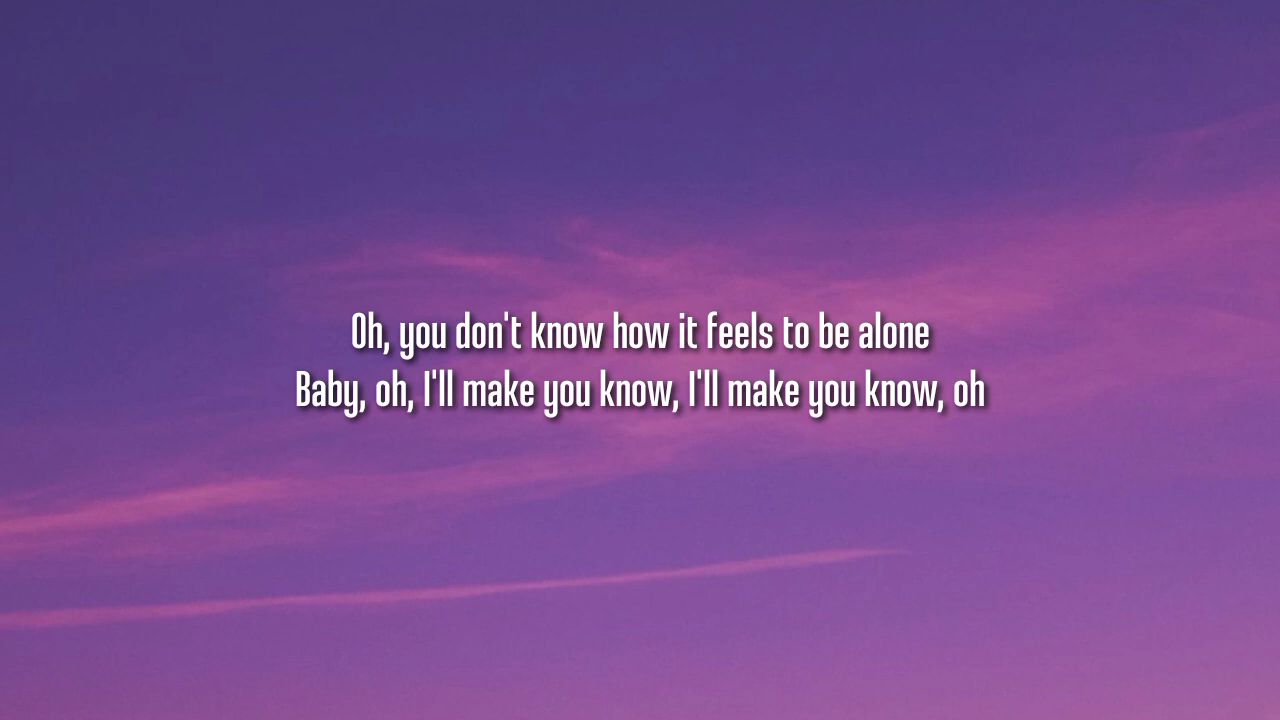 Oh, you don't know how it feels to be alone
Baby, oh, I'll make you know, I'll make you know, oh